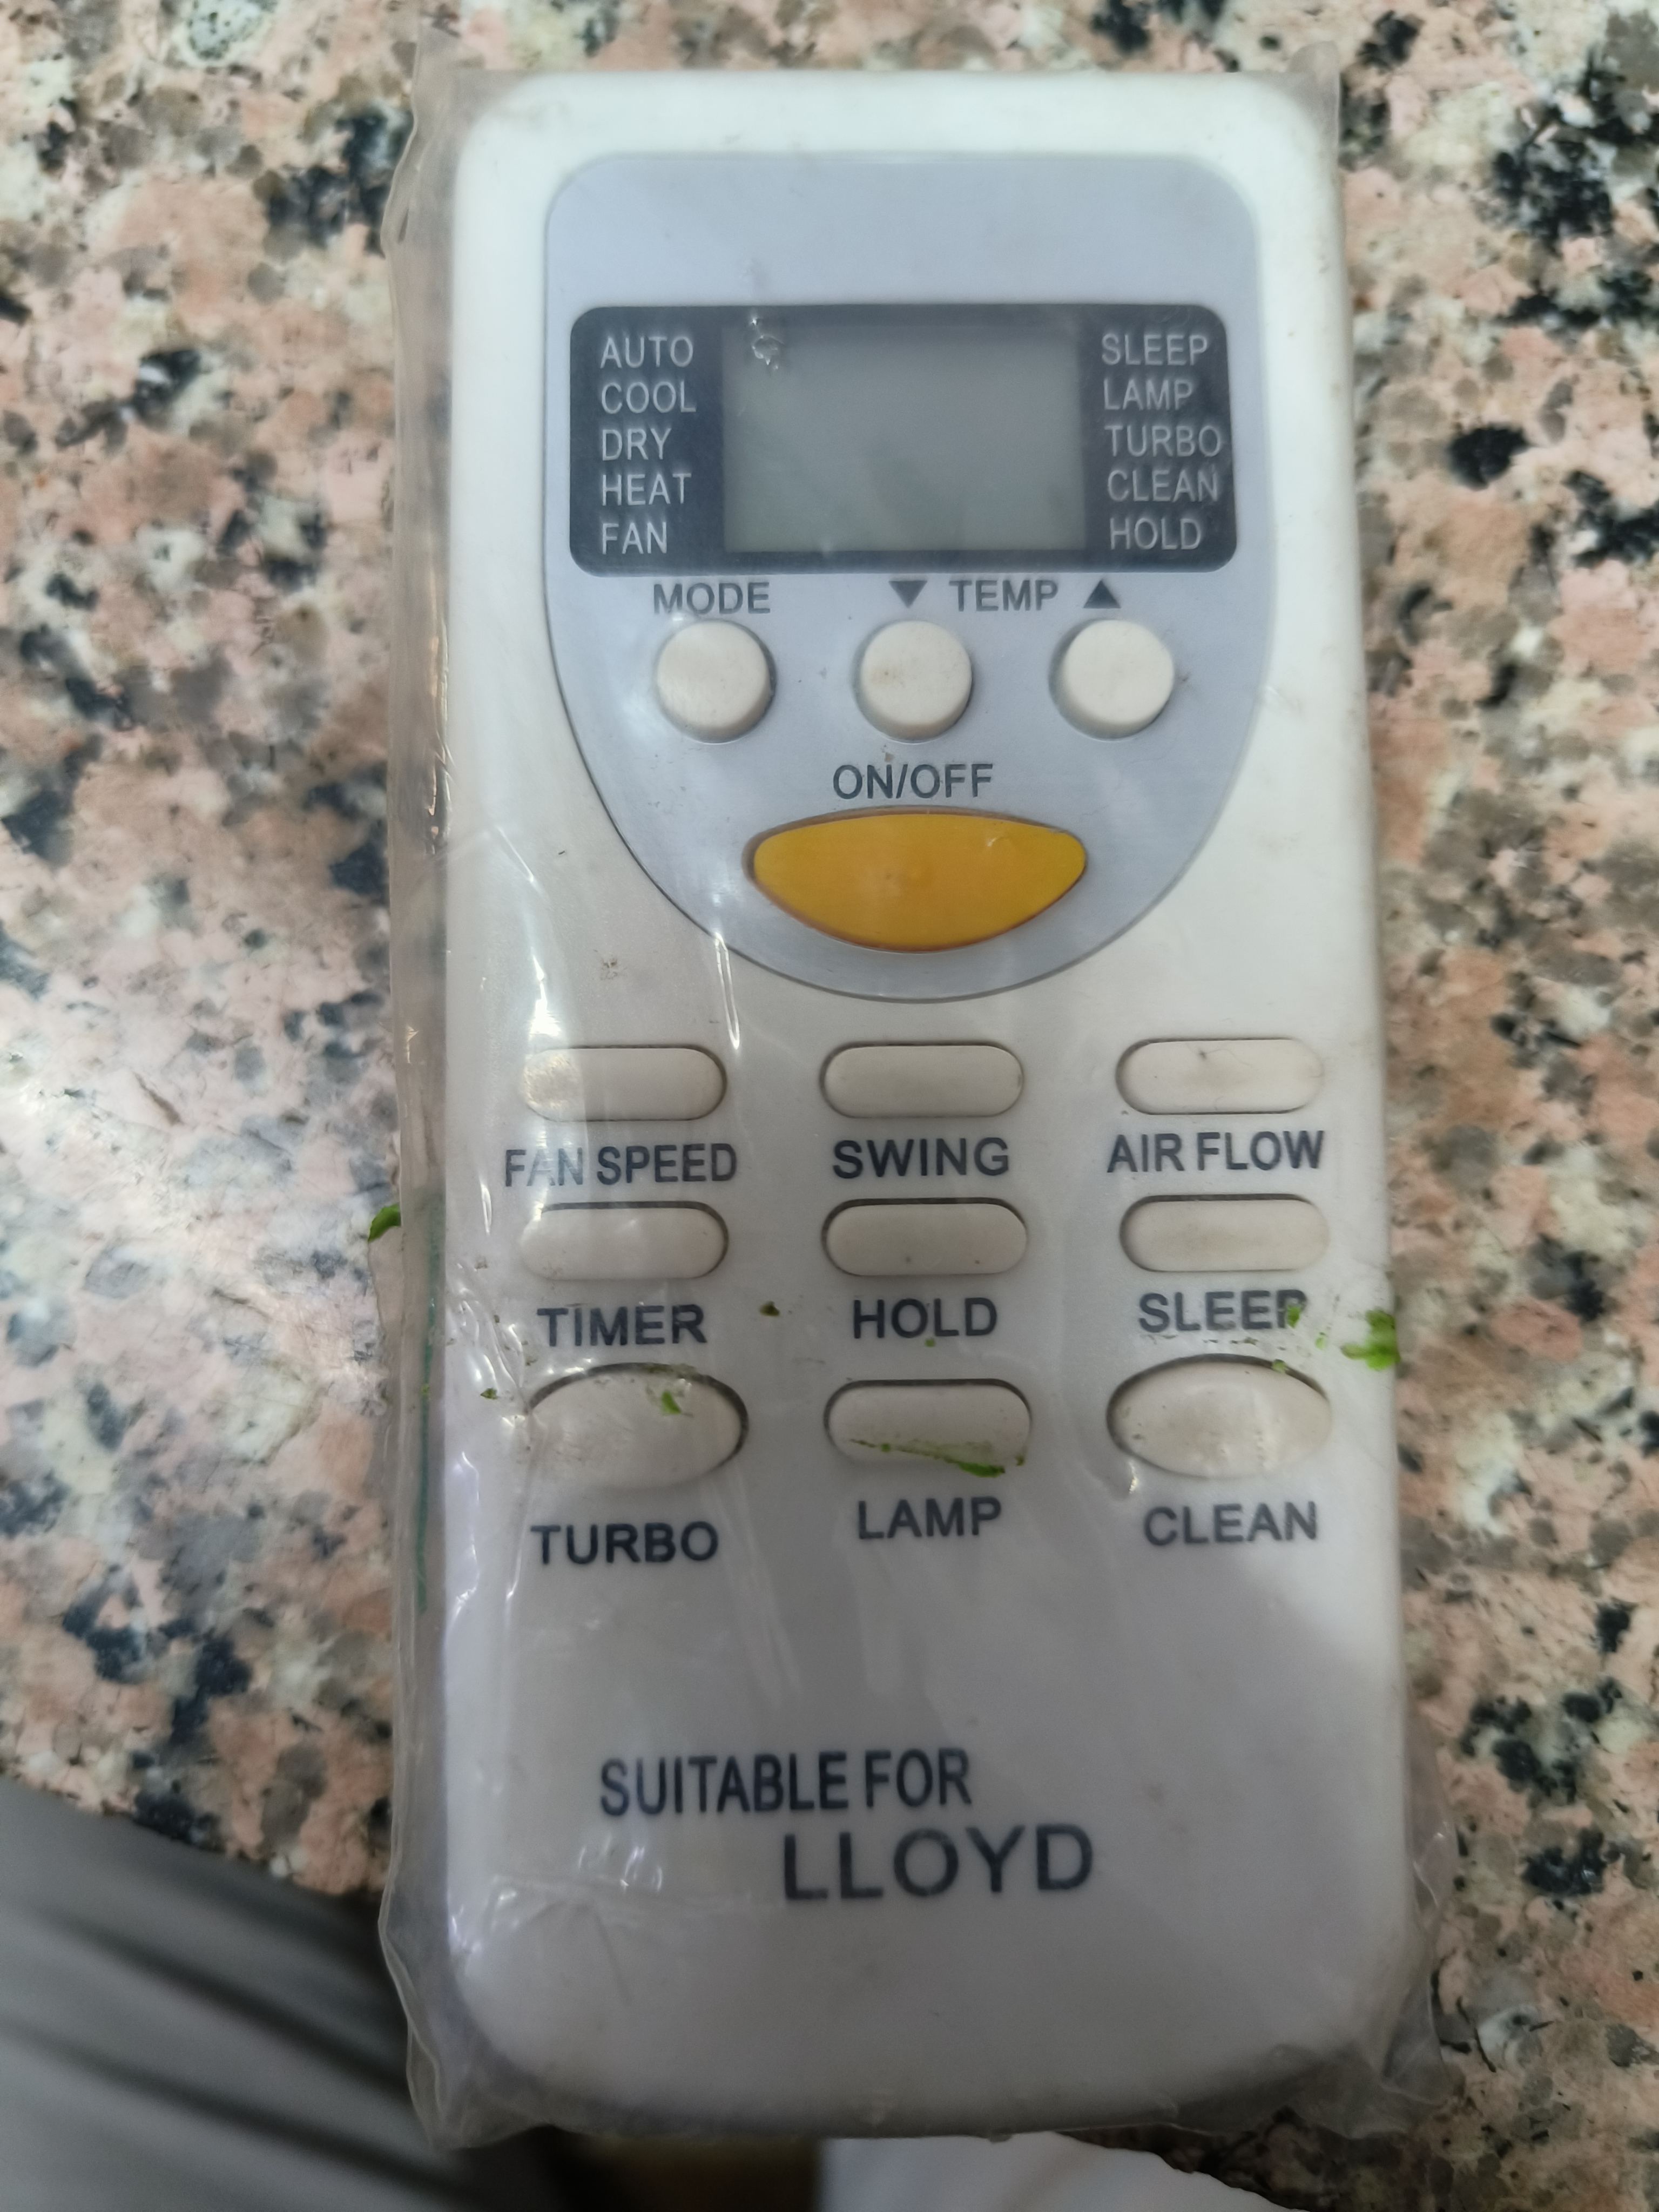 AUTO
COOL
DRY
HEAT
FAN
SLEEP
LAMP
TURBO
CLEAN
HOLD
MODE ▼ TEMP ▲
ON/OFF
FAN SPEED SWING AIR FLOW
TIMER HOLD SLEEP
TURBO LAMP CLEAN
SUITABLE FOR
LLOYD